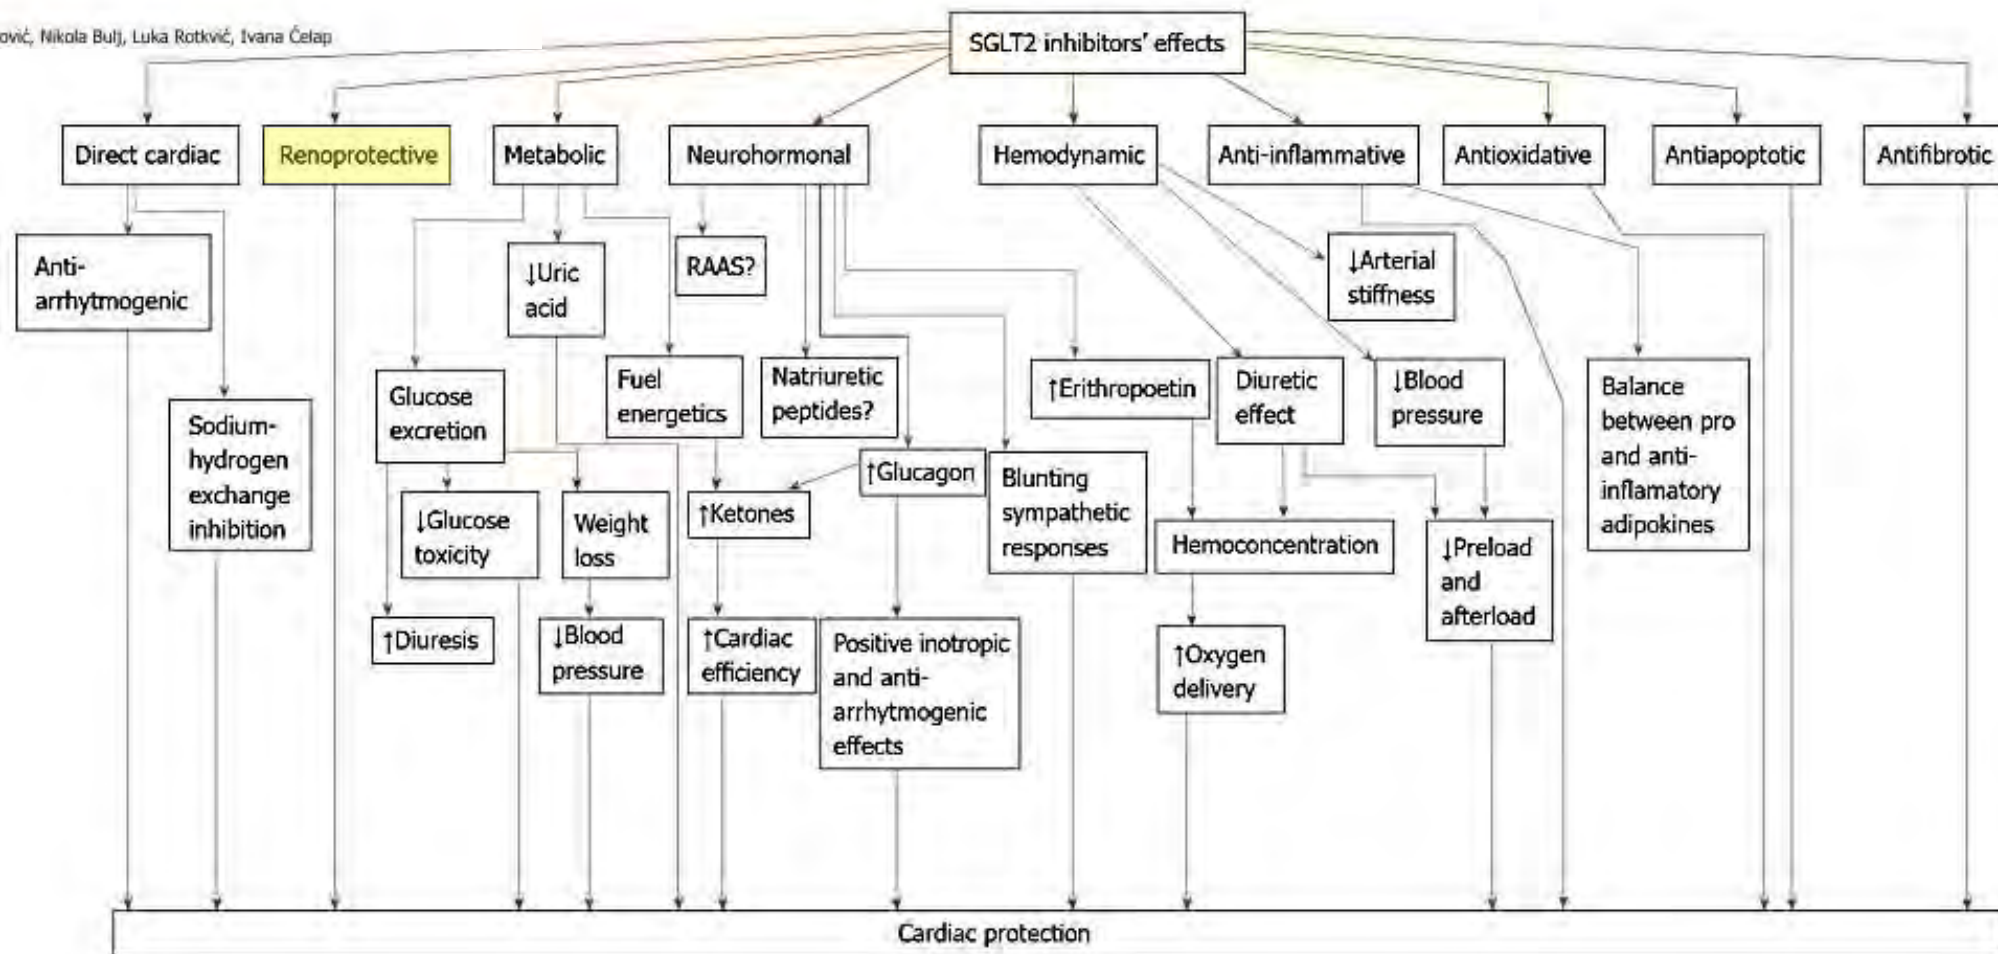 ović, Nikola Bulj, Luka Rotkvić, Ivana Ćelap
SGLT2 inhibitors' effects
Direct cardiac
Renoprotective
Metabolic
Neurohormonal
Hemodynamic
Anti-inflammative
Antioxidative
Antiapoptotic
Antifibrotic
Anti-
arrhytmogenic
↓Uric
acid
RAAS?
↓Arterial
stiffness
Glucose
excretion
Fuel
energetics
Natriuretic
peptides?
↑Erithropoetin
Diuretic
effect
↓Blood
pressure
Balance
between pro
and anti-
inflamatory
adipokines
Sodium-
hydrogen
exchange
inhibition
↑Glucagon
Blunting
sympathetic
responses
↓Glucose
toxicity
Weight
loss
↑Ketones
Hemoconcentration
↓Preload
and
afterload
↑Diuresis
↓Blood
pressure
↑Cardiac
efficiency
Positive inotropic
and anti-
arrhytmogenic
effects
↑Oxygen
delivery
Cardiac protection